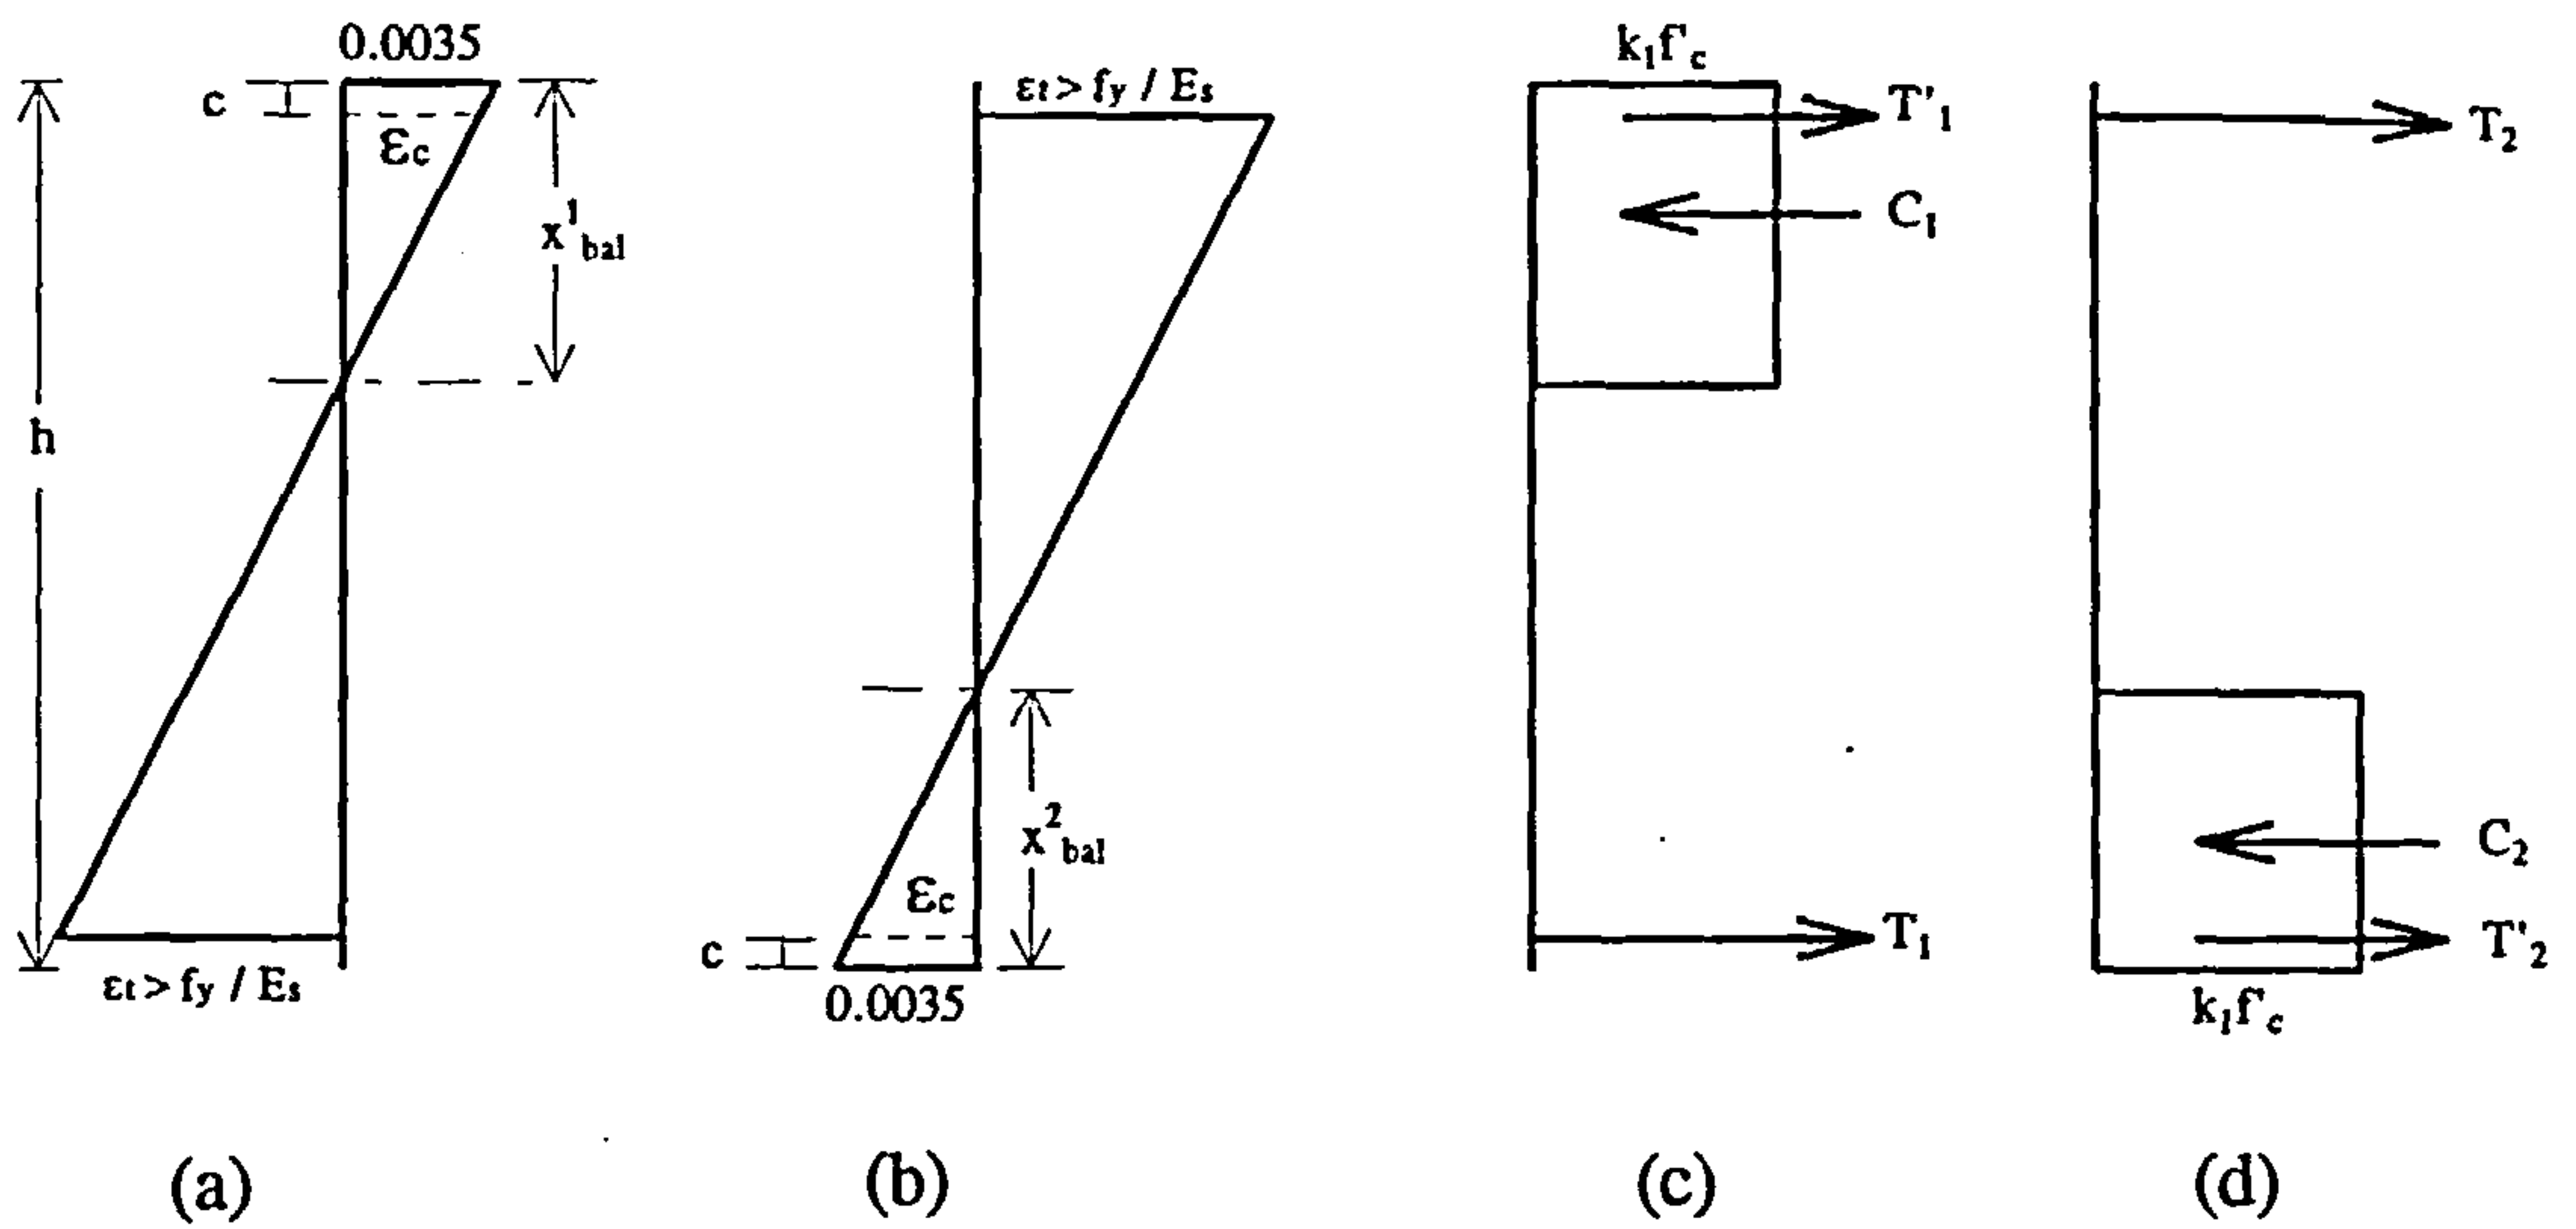 0.0035
c
εc
x¹bal
h
εt > fy / Es
(a)
εt > fy / Es
x²bal
εc
c
0.0035
(b)
k₁f'c
T'₁
C₁
T₁
(c)
T₂
C₂
T'₂
k₁f'c
(d)